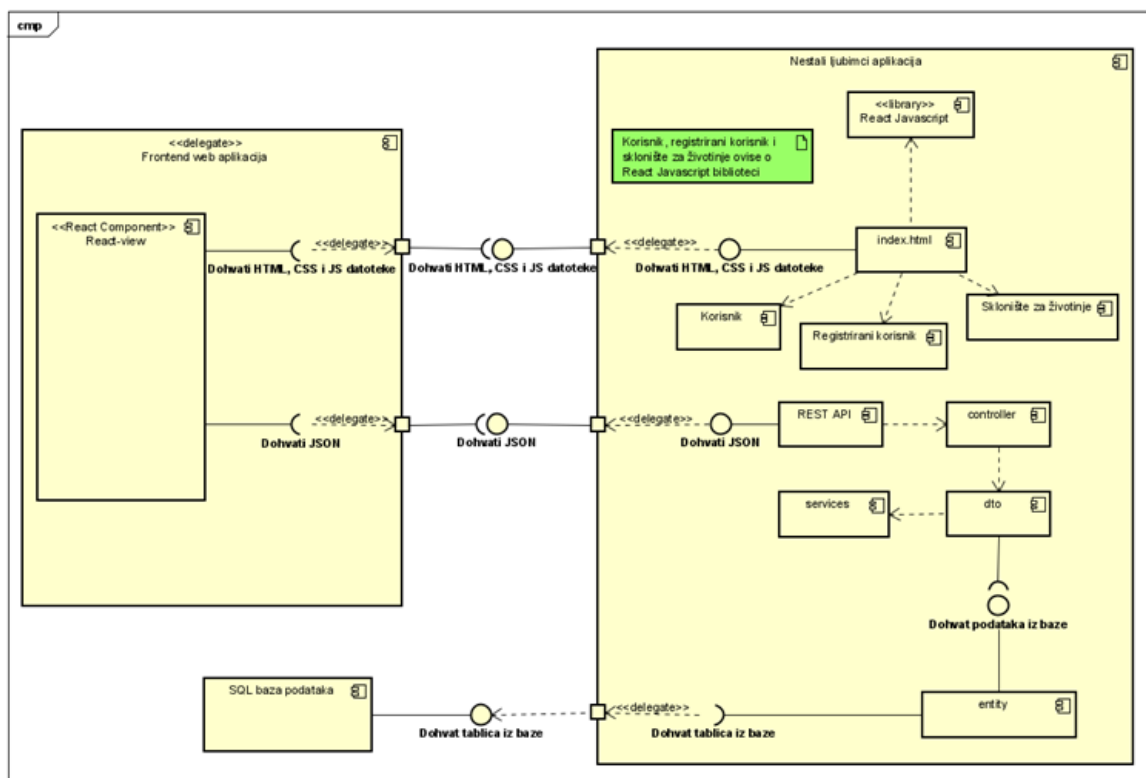 cmp
Nestali ljubimci aplikacija
<<library>>
React Javascript
<<delegate>>
Frontend web aplikacija
Korisnik, registrirani korisnik i
sklonište za životinje ovise o
React Javascript biblioteci
<<React Component>>
React-view
<<delegate>>
Dohvati HTML, CSS i JS datoteke
Dohvati HTML, CSS i JS datoteke
<<delegate>>
Dohvati HTML, CSS i JS datoteke
index.html
Korisnik
Registrirani korisnik
Sklonište za životinje
<<delegate>>
Dohvati JSON
Dohvati JSON
<<delegate>>
Dohvati JSON
REST API
controller
services
dto
Dohvat podataka iz baze
SQL baza podataka
Dohvat tablica iz baze
<<delegate>>
Dohvat tablica iz baze
entity